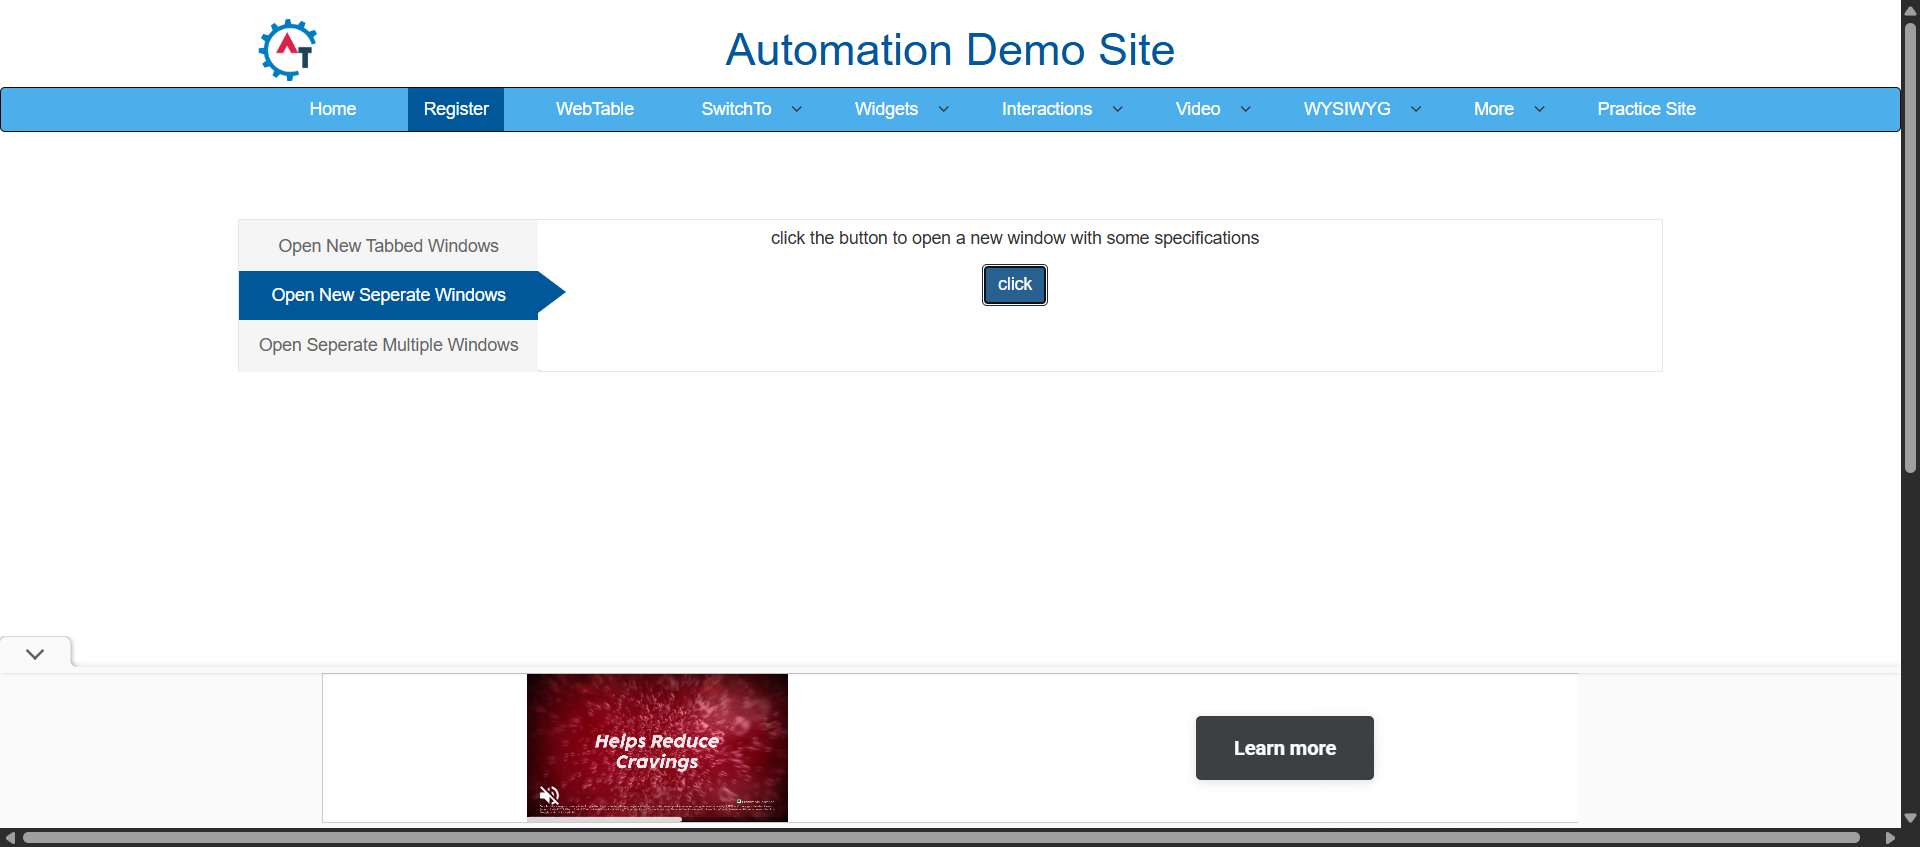 AT
Automation Demo Site
Home Register WebTable SwitchTo Widgets Interactions Video WYSIWYG More Practice Site
Open New Tabbed Windows
Open New Seperate Windows
Open Seperate Multiple Windows
click the button to open a new window with some specifications
click
Helps Reduce
Cravings
Learn more